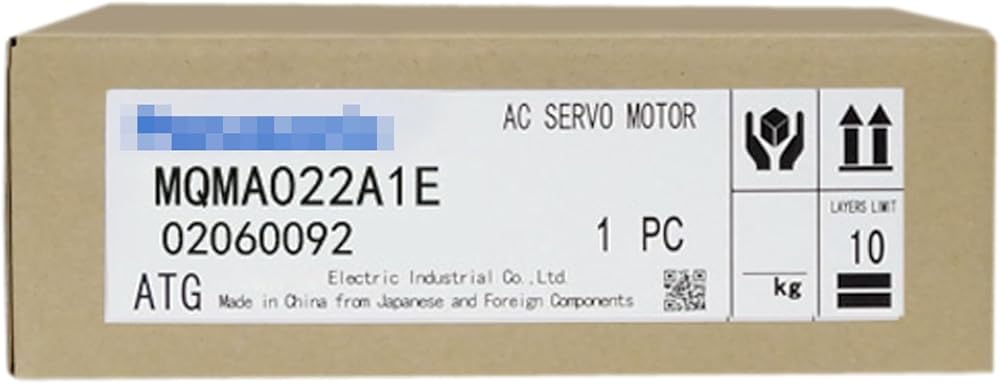 AC SERVO MOTOR
MQMA022A1E
02060092
1 PC
Electric Industrial Co.,Ltd.
ATG
Made in China from Japanese and Foreign Components
kg
LAYERS LIMIT
10